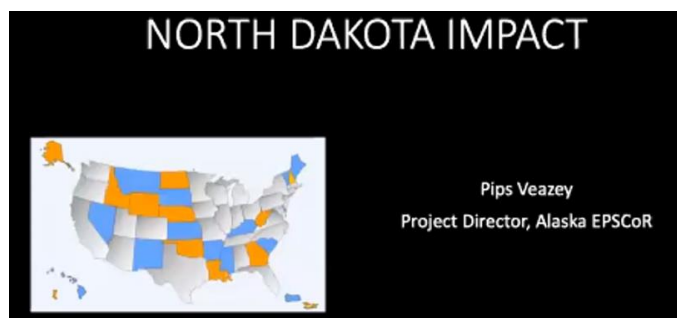 NORTH DAKOTA IMPACT
Pips Veazey
Project Director, Alaska EPSCoR